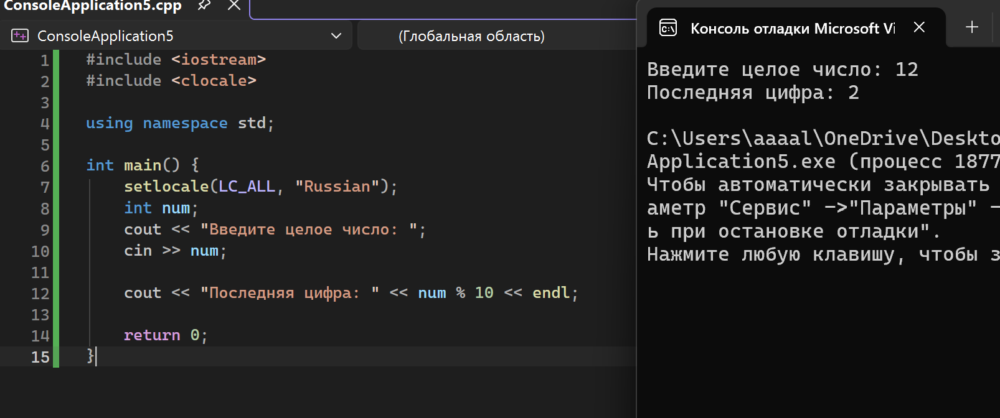 ConsoleApplication5.cpp
ConsoleApplication5
(Глобальная область)
1 #include <iostream>
2 #include <clocale>
3
4 using namespace std;
5
6 int main() {
7 setlocale(LC_ALL, "Russian");
8 int num;
9 cout << "Введите целое число: ";
10 cin >> num;
11
12 cout << "Последняя цифра: " << num % 10 << endl;
13
14 return 0;
15 }
Консоль отладки Microsoft Vi
Введите целое число: 12
Последняя цифра: 2
C:\Users\aaaal\OneDrive\Deskto
Application5.exe (процесс 1877
Чтобы автоматически закрывать
аметр "Сервис" ->"Параметры" -
ь при остановке отладки".
Нажмите любую клавишу, чтобы з